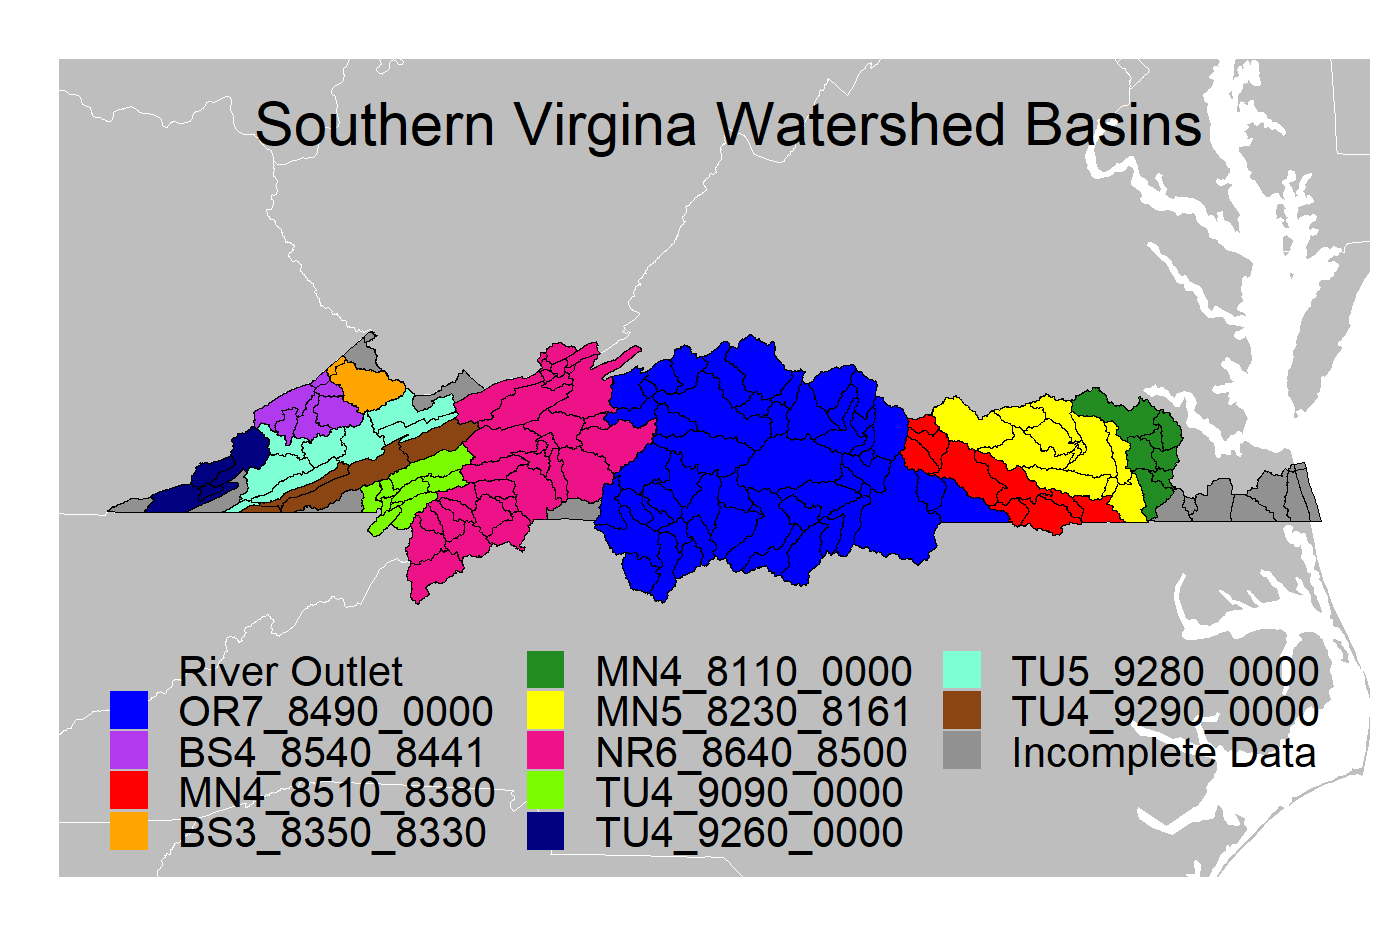 Southern Virgina Watershed Basins
River Outlet
OR7_8490_0000
BS4_8540_8441
MN4_8510_8380
BS3_8350_8330
MN4_8110_0000
MN5_8230_8161
NR6_8640_8500
TU4_9090_0000
TU4_9260_0000
TU5_9280_0000
TU4_9290_0000
Incomplete Data